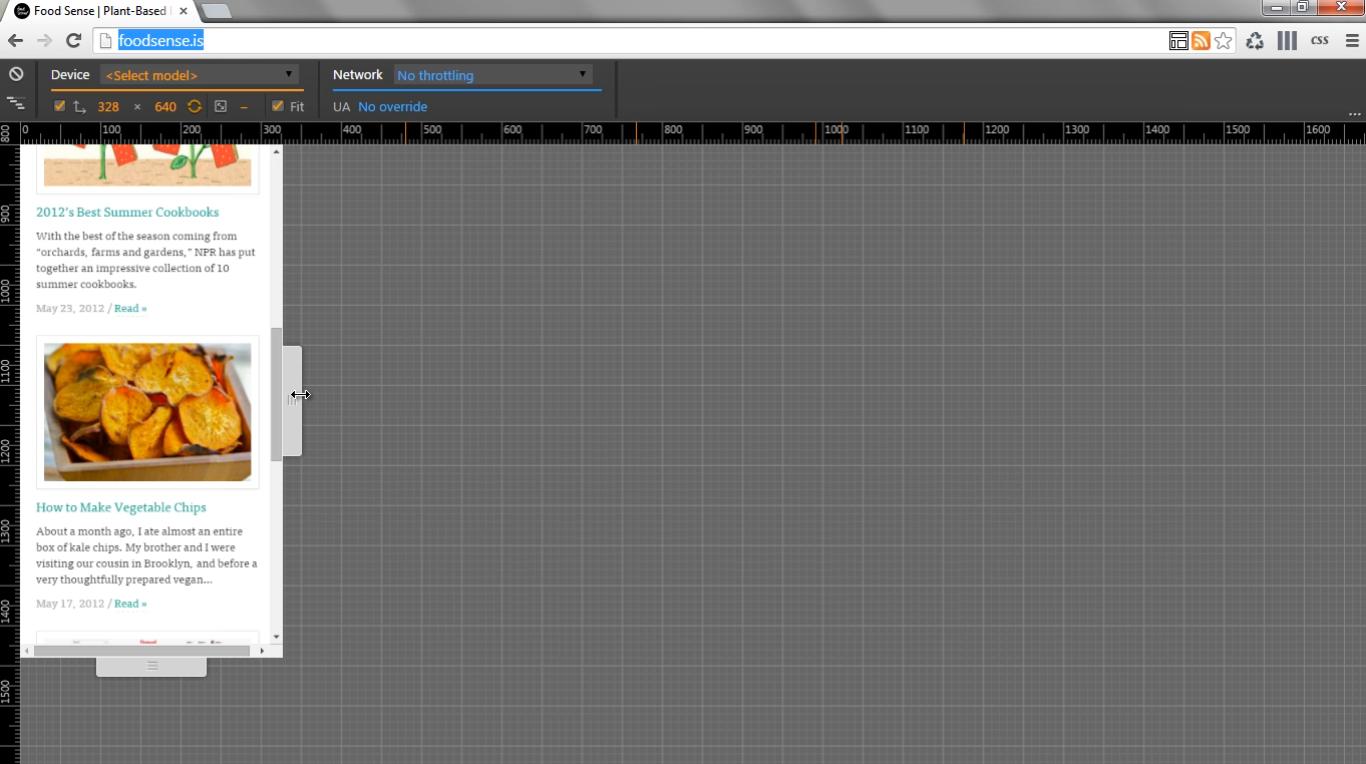 Food Sense | Plant-Based
foodsense.is
CSS
Device <Select model>
Network No throttling
328 × 640 – Fit
UA No override
...
0 100 200 300 400 500 600 700 800 900 1000 1100 1200 1300 1400 1500 1600
800
900
1000
1100
1200
1300
1400
1500
2012's Best Summer Cookbooks
With the best of the season coming from
"orchards, farms and gardens," NPR has put
together an impressive collection of 10
summer cookbooks.
May 23, 2012 / Read »
How to Make Vegetable Chips
About a month ago, I ate almost an entire
box of kale chips. My brother and I were
visiting our cousin in Brooklyn, and before a
very thoughtfully prepared vegan...
May 17, 2012 / Read »